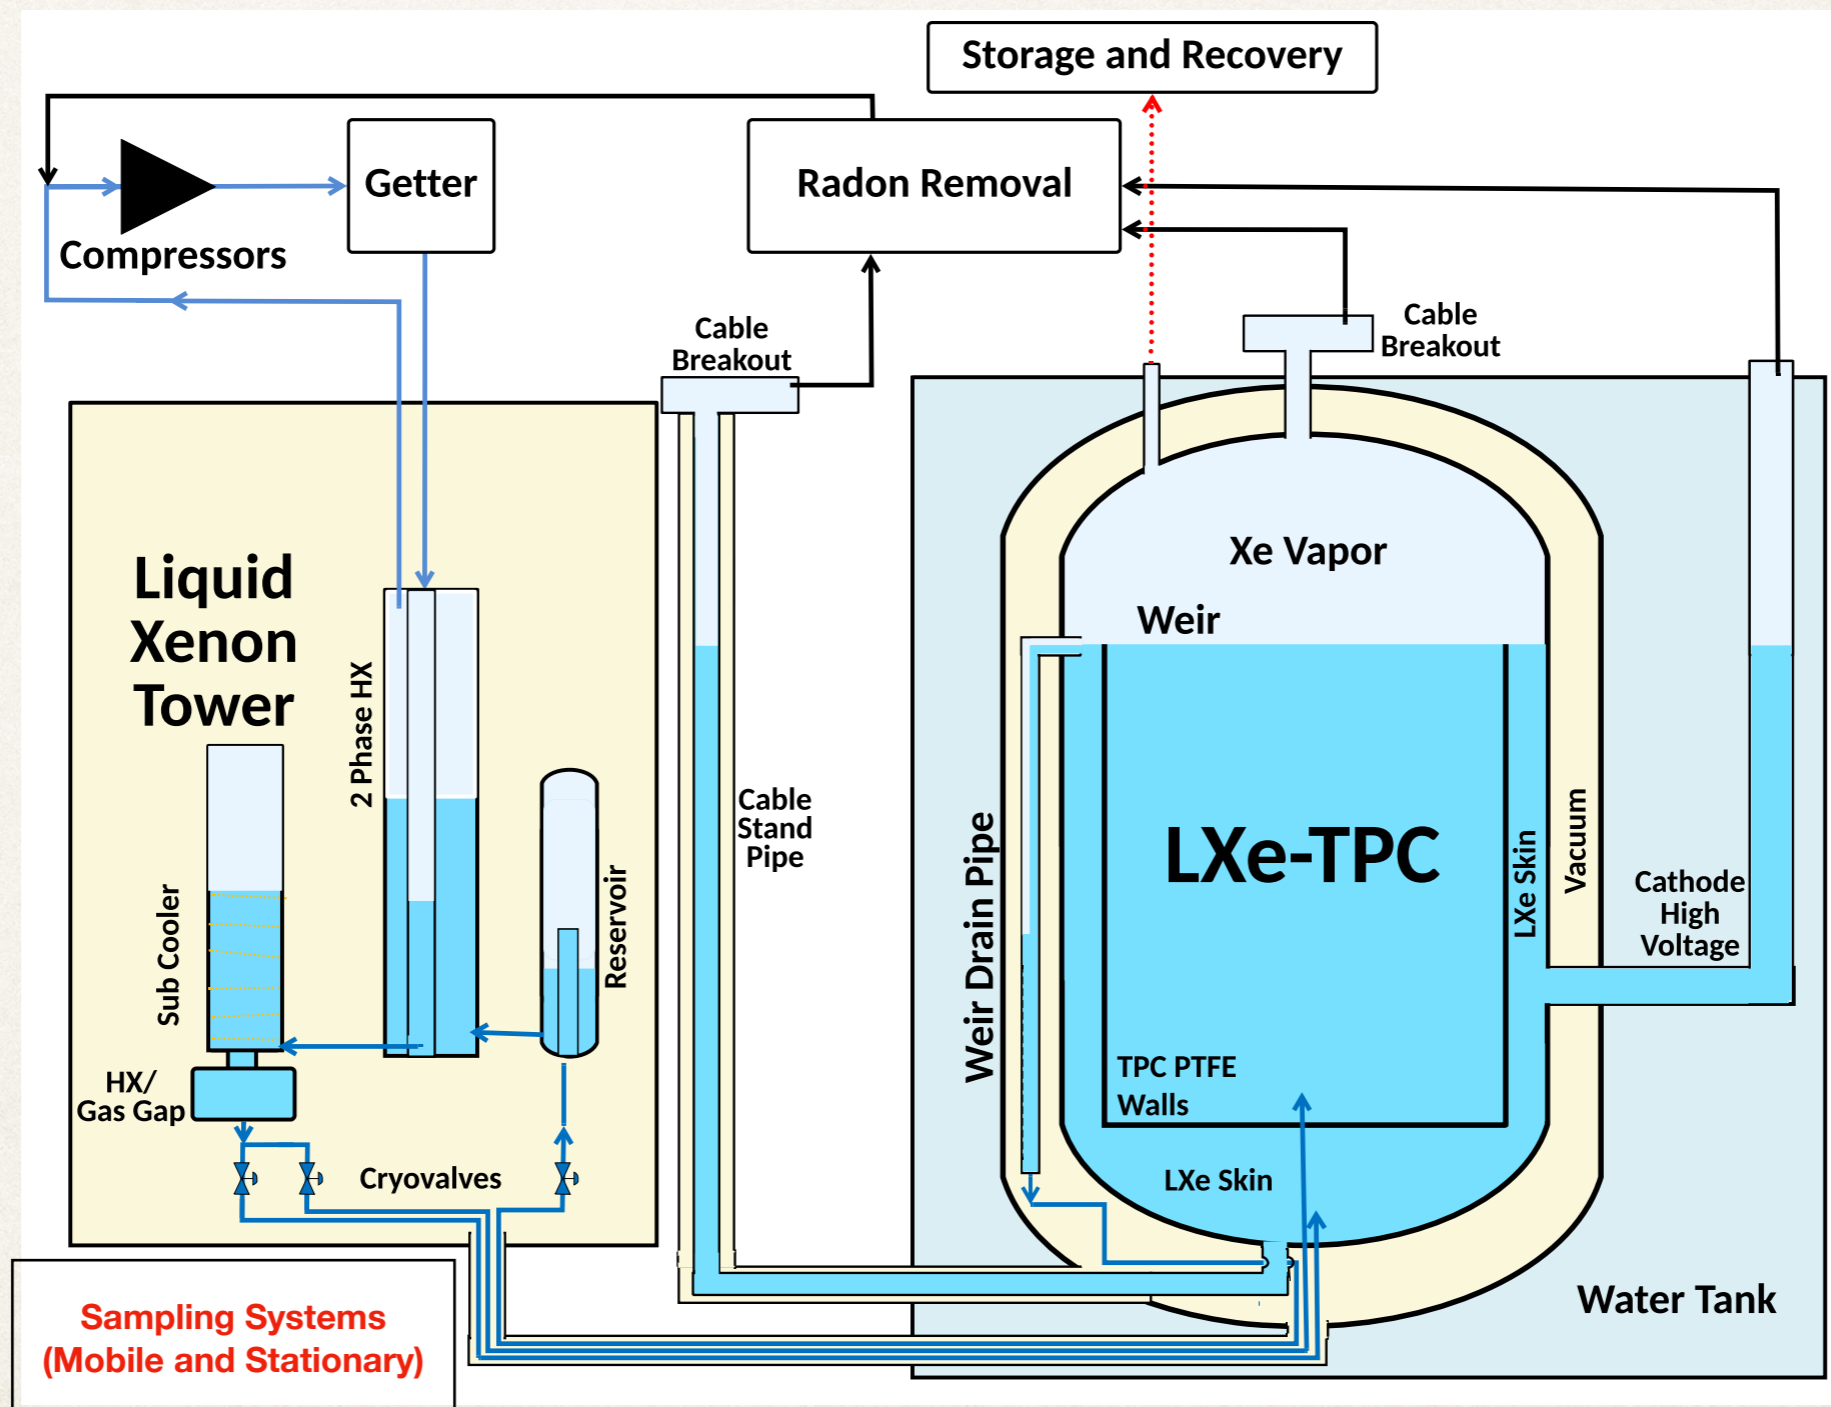 Storage and Recovery
Getter
Radon Removal
Compressors
Cable
Breakout
Cable
Breakout
Liquid
Xenon
Tower
Xe Vapor
Weir
2 Phase HX
Cable
Stand
Pipe
LXe-TPC
LXe Skin
Vacuum
Weir Drain Pipe
Sub Cooler
Reservoir
Cathode
High
Voltage
HX/
Gas Gap
TPC PTFE
Walls
Cryovalves
LXe Skin
Water Tank
Sampling Systems
(Mobile and Stationary)